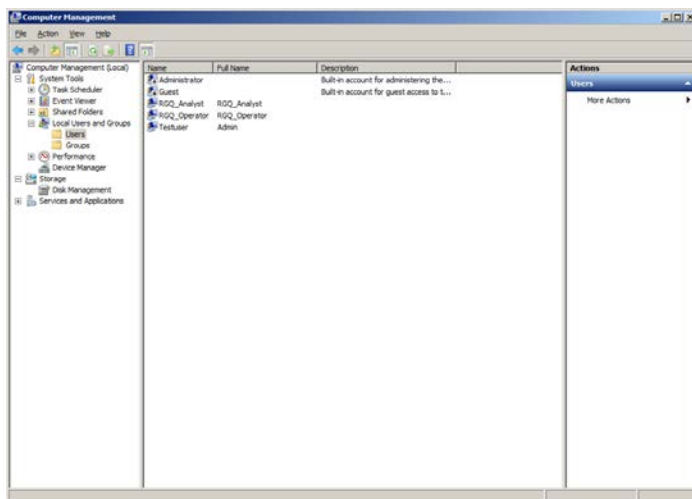 Computer Management
File Action View Help
Computer Management (Local)
System Tools
Task Scheduler
Event Viewer
Shared Folders
Local Users and Groups
Users
Groups
Performance
Device Manager
Storage
Disk Management
Services and Applications
Name Full Name Description
Administrator Built-in account for administering the...
Guest Built-in account for guest access to t...
RGQ_Analyst RGQ_Analyst
RGQ_Operator RGQ_Operator
Testuser Admin
Actions
Users
More Actions